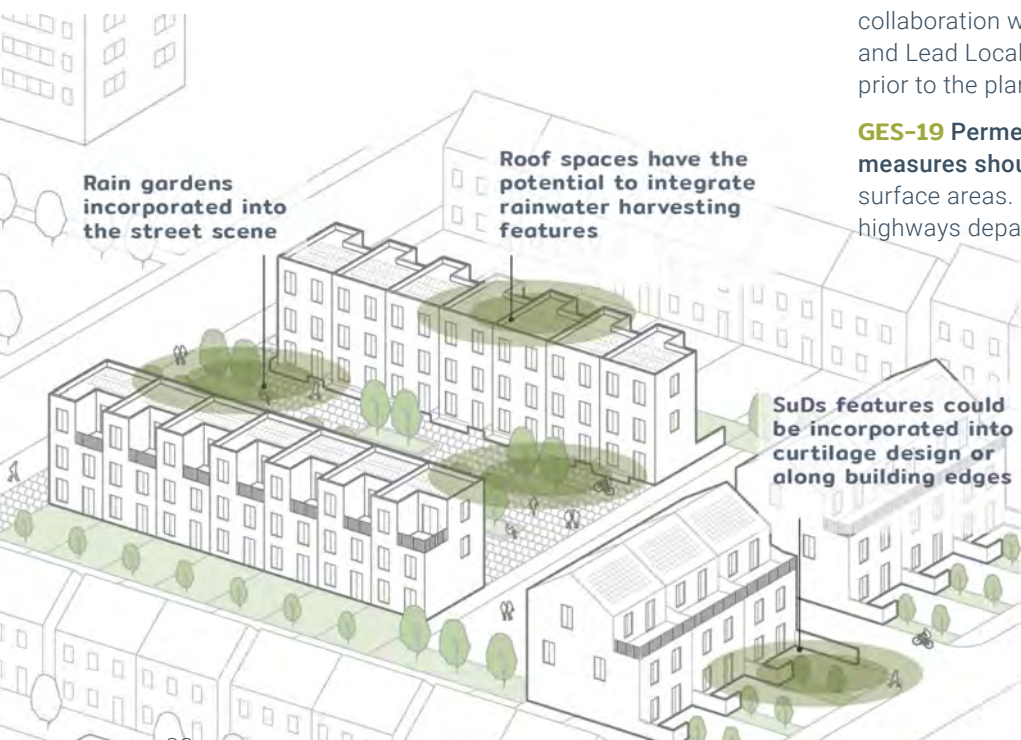 collaboration w
and Lead Local
prior to the plan
GES-19 Perme
measures shou
surface areas.
highways depa
Rain gardens
incorporated into
the street scene
Roof spaces have the
potential to integrate
rainwater harvesting
features
SuDs features could
be incorporated into
curtilage design or
along building edges